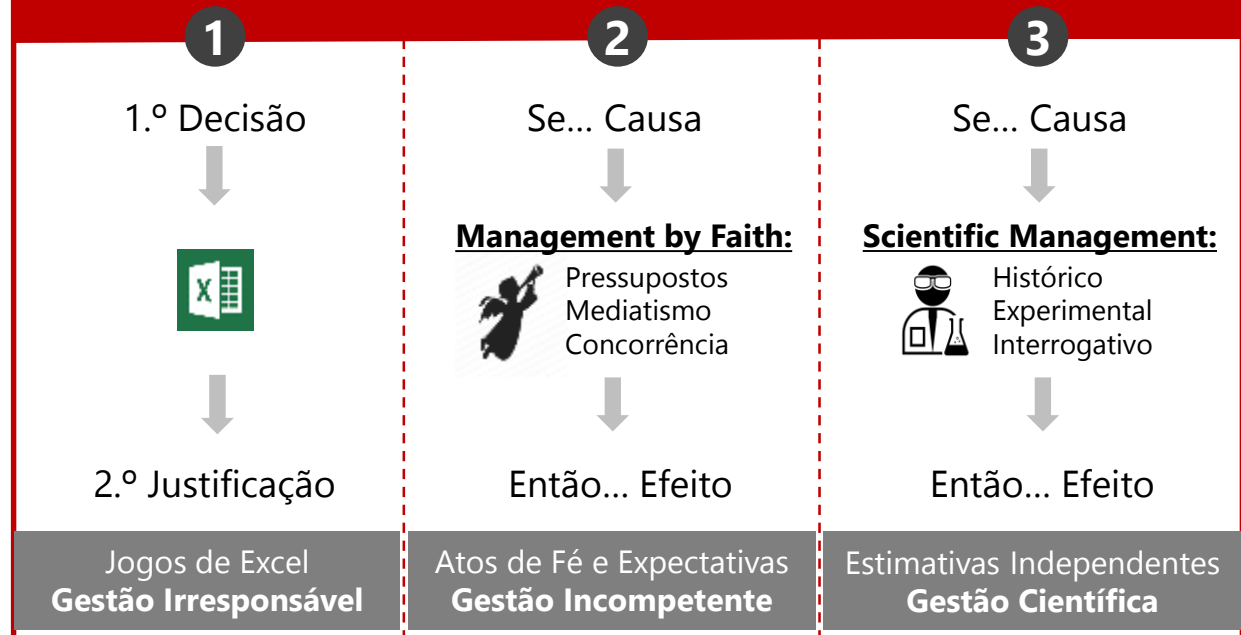 1
1.º Decisão
X
2.º Justificação
Jogos de Excel
Gestão Irresponsável
2
Se... Causa
Management by Faith:
Pressupostos
Mediatismo
Concorrência
Então... Efeito
Atos de Fé e Expectativas
Gestão Incompetente
3
Se... Causa
Scientific Management:
Histórico
Experimental
Interrogativo
Então... Efeito
Estimativas Independentes
Gestão Científica